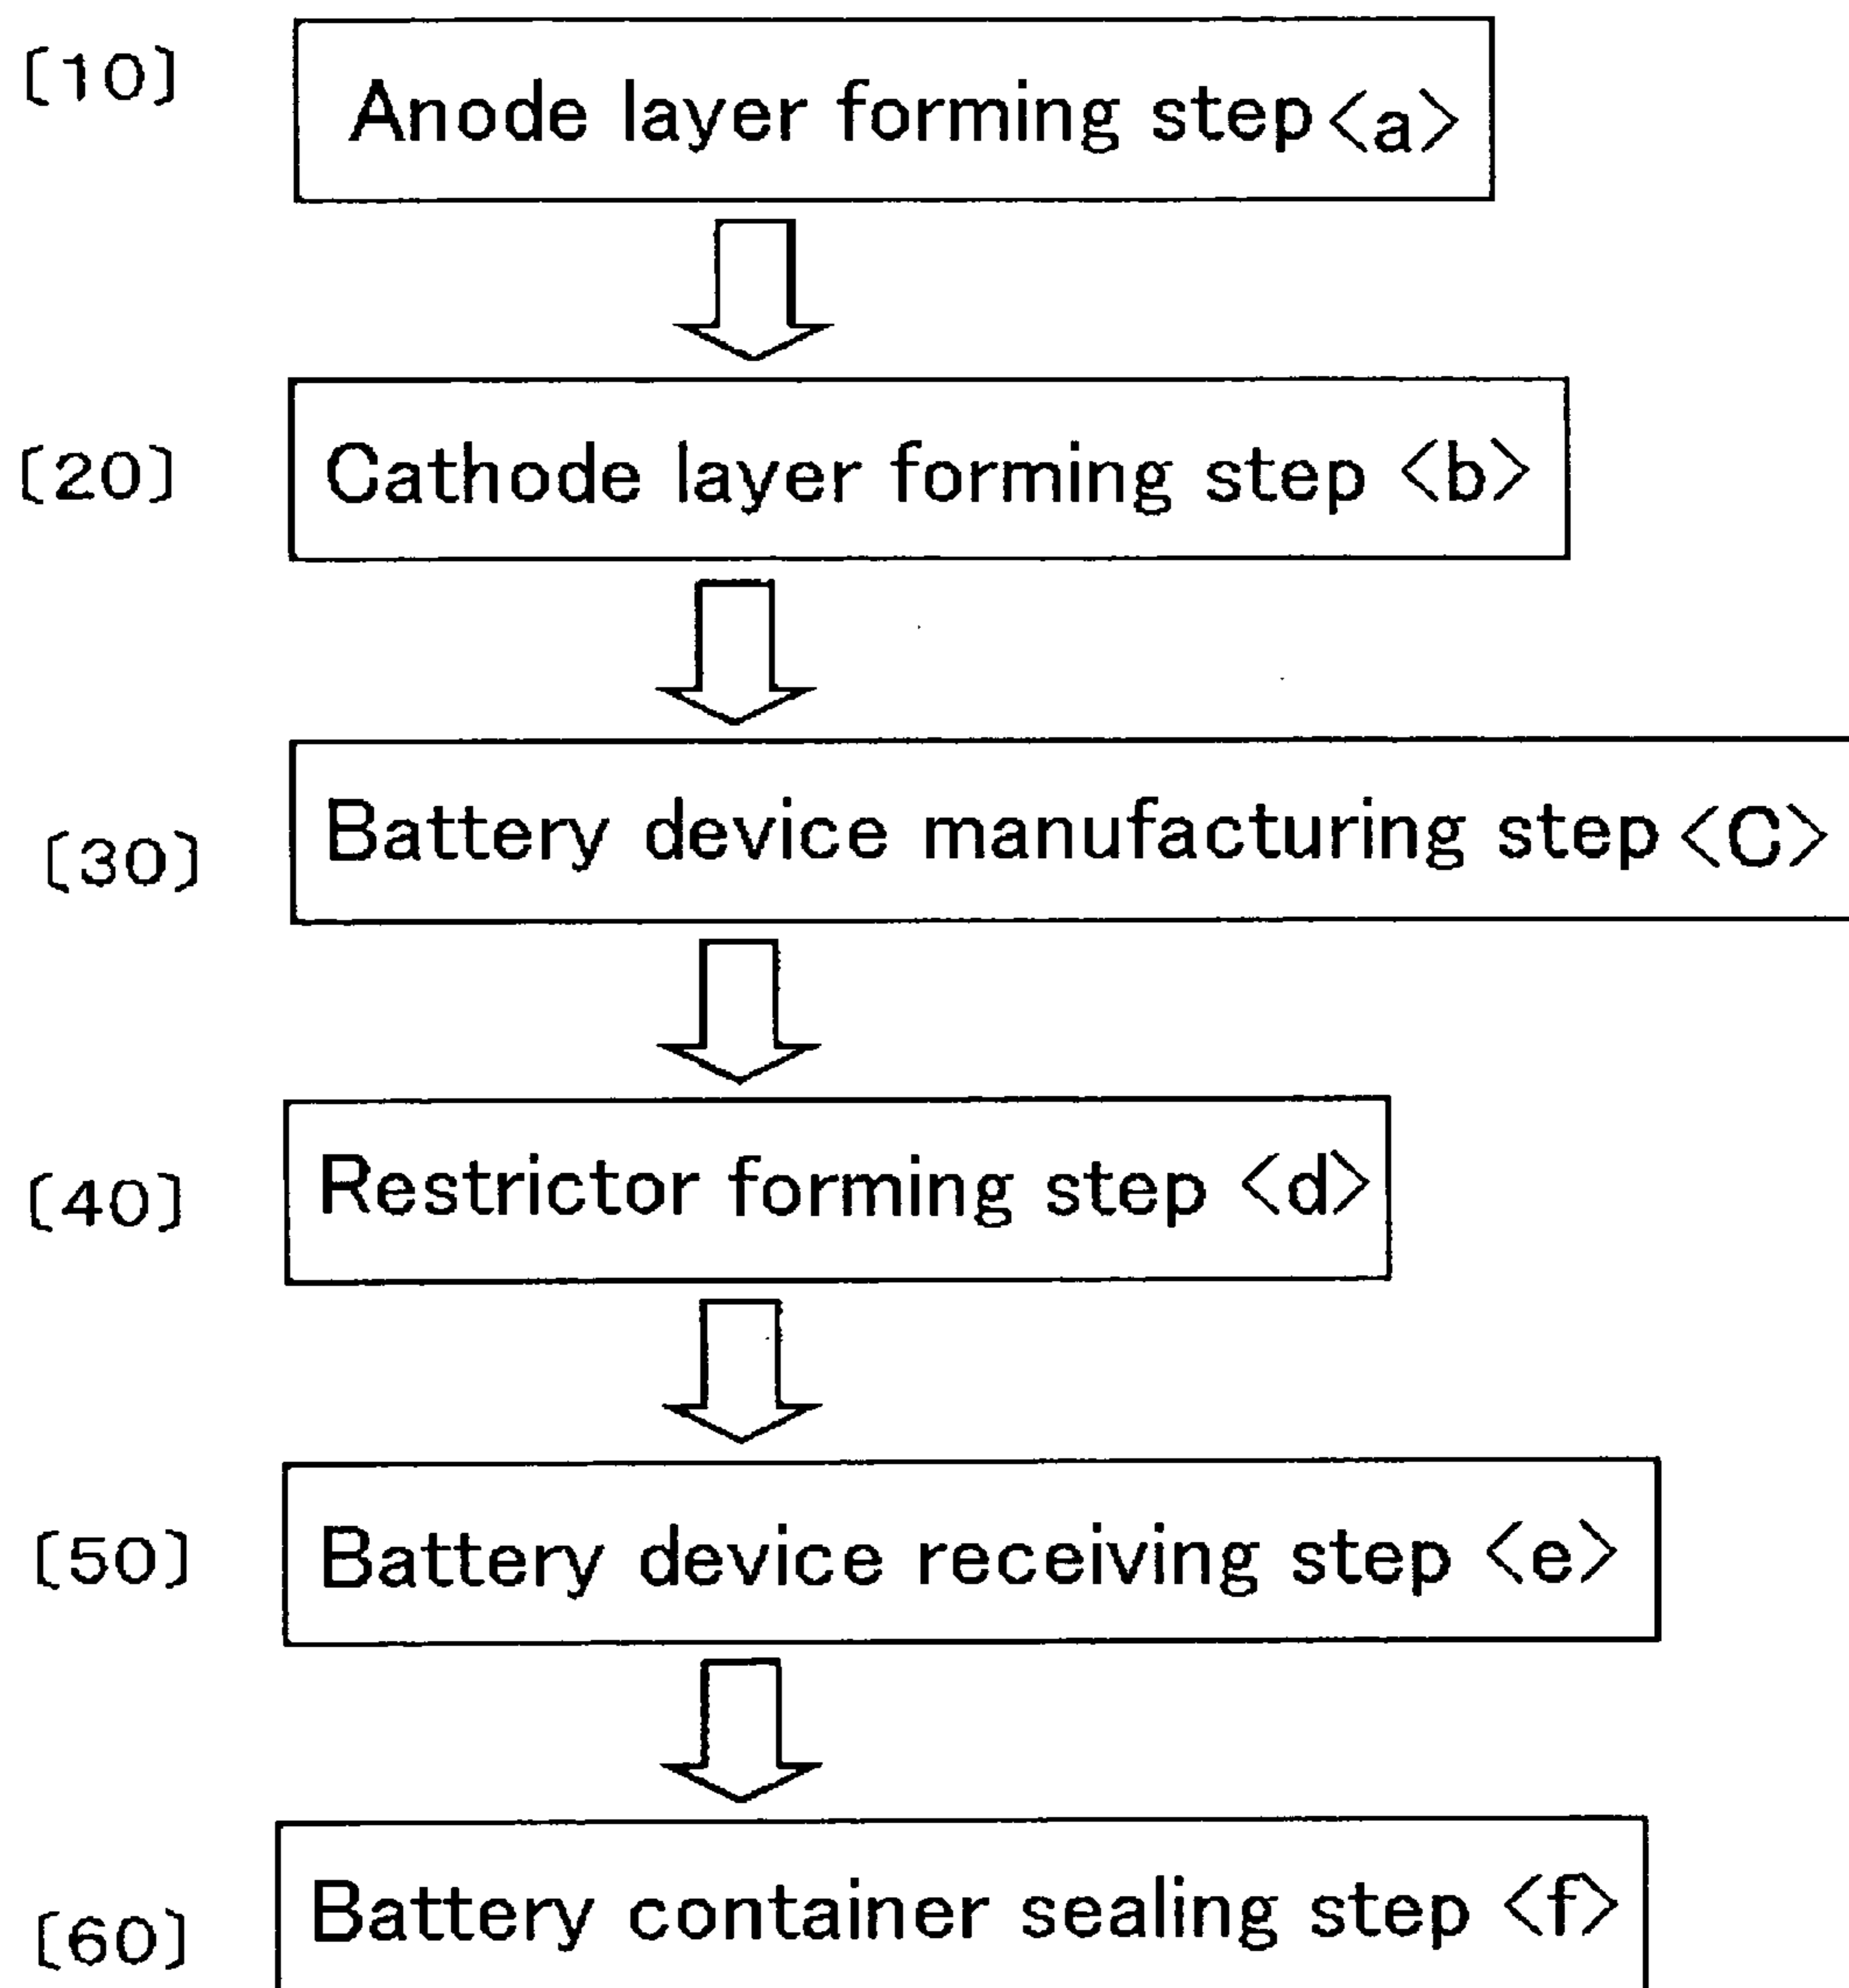 [10] Anode layer forming step<a>
[20] Cathode layer forming step <b>
[30] Battery device manufacturing step<C>
[40] Restrictor forming step <d>
[50] Battery device receiving step <e>
[60] Battery container sealing step <f>